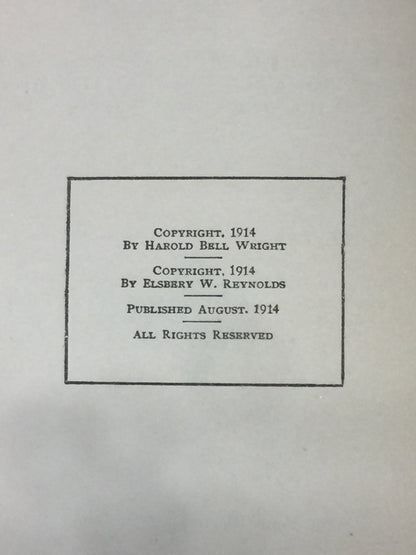 COPYRIGHT, 1914
BY HAROLD BELL WRIGHT
COPYRIGHT, 1914
BY ELSBERY W. REYNOLDS
PUBLISHED AUGUST. 1914
ALL RIGHTS RESERVED